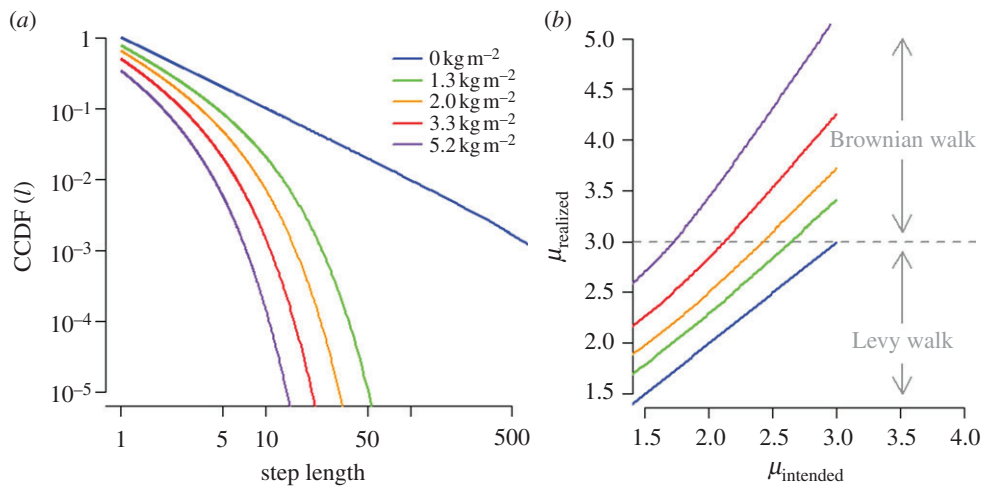 (a)
1
10⁻¹
10⁻²
10⁻³
10⁻⁴
10⁻⁵
CCDF (l)
0 kg m⁻²
1.3 kg m⁻²
2.0 kg m⁻²
3.3 kg m⁻²
5.2 kg m⁻²
1 5 10 50 500
step length
(b)
5.0
4.5
4.0
3.5
3.0
2.5
2.0
1.5
μrealized
Brownian walk
Levy walk
1.5 2.0 2.5 3.0 3.5 4.0
μintended